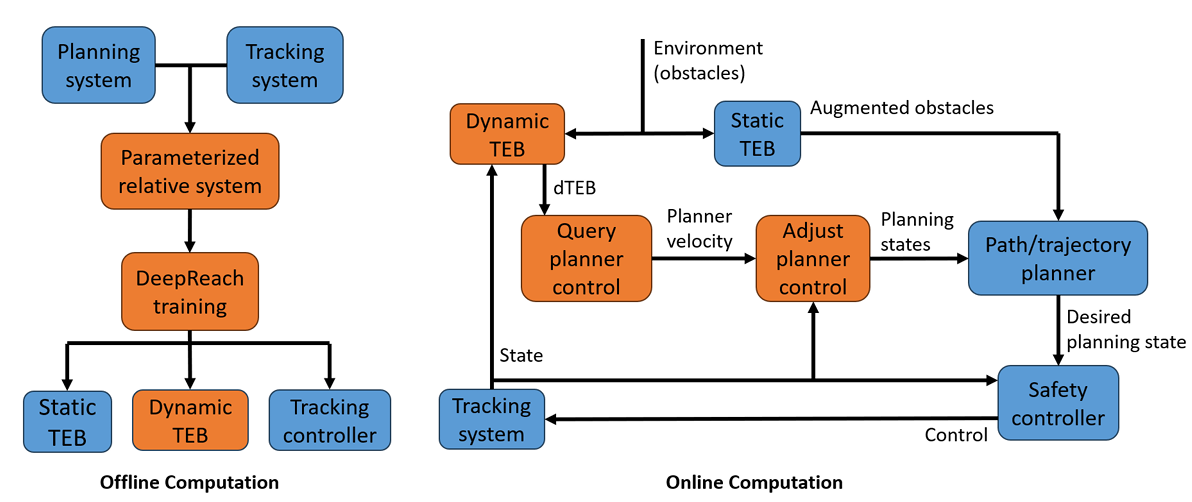 Planning
system
Tracking
system
Parameterized
relative system
DeepReach
training
Static
TEB
Dynamic
TEB
Tracking
controller
Offline Computation
Environment
(obstacles)
Dynamic
TEB
Static
TEB
Augmented obstacles
dTEB
Query
planner
control
Planner
velocity
Adjust
planner
control
Planning
states
Path/trajectory
planner
Desired
planning state
State
Tracking
system
Safety
controller
Control
Online Computation